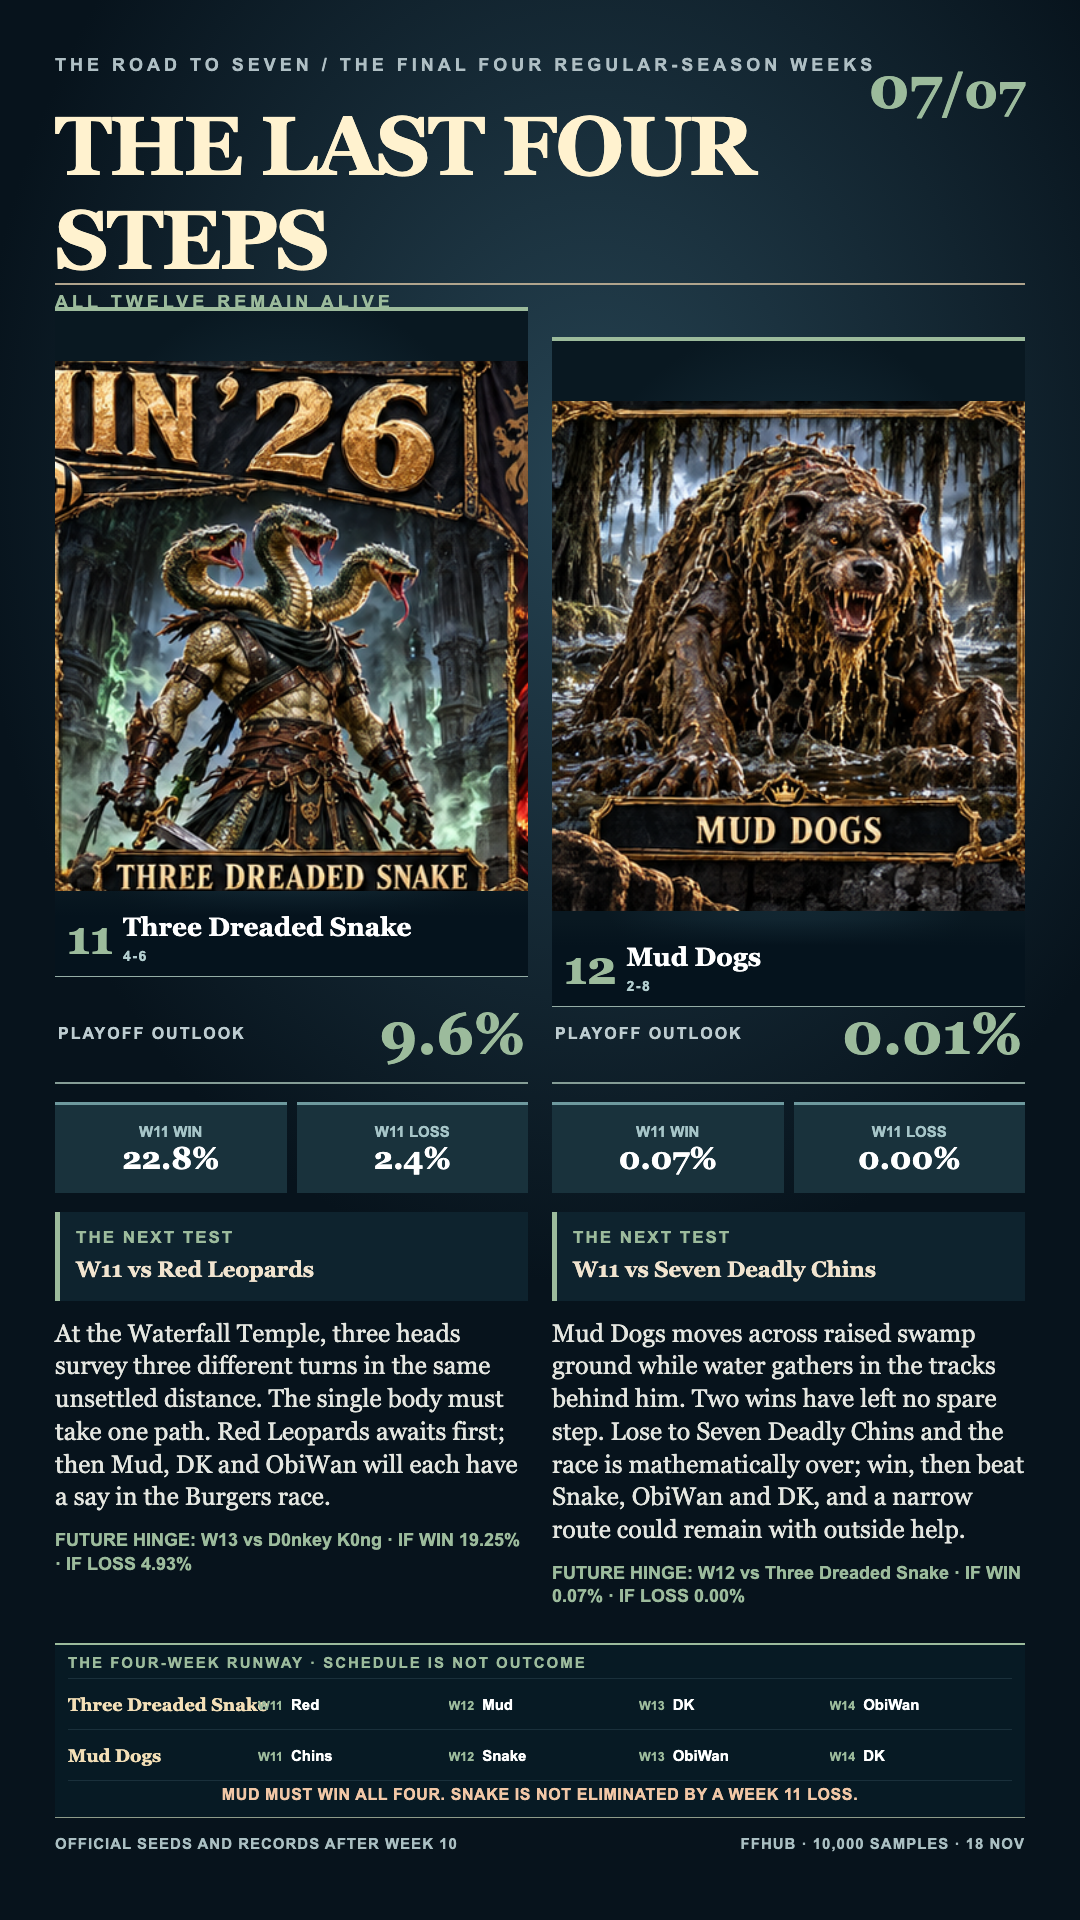 THE ROAD TO SEVEN / THE FINAL FOUR REGULAR-SEASON WEEKS
07/07
THE LAST FOUR
STEPS
ALL TWELVE REMAIN ALIVE
IIN '26
THREE DREADED SNAKE
11 Three Dreaded Snake
4-6
PLAYOFF OUTLOOK 9.6%
W11 WIN
22.8%
W11 LOSS
2.4%
THE NEXT TEST
W11 vs Red Leopards
At the Waterfall Temple, three heads
survey three different turns in the same
unsettled distance. The single body must
take one path. Red Leopards awaits first;
then Mud, DK and ObiWan will each have
a say in the Burgers race.
FUTURE HINGE: W13 vs D0nkey K0ng · IF WIN 19.25%
· IF LOSS 4.93%
MUD DOGS
12 Mud Dogs
2-8
PLAYOFF OUTLOOK 0.01%
W11 WIN
0.07%
W11 LOSS
0.00%
THE NEXT TEST
W11 vs Seven Deadly Chins
Mud Dogs moves across raised swamp
ground while water gathers in the tracks
behind him. Two wins have left no spare
step. Lose to Seven Deadly Chins and the
race is mathematically over; win, then beat
Snake, ObiWan and DK, and a narrow
route could remain with outside help.
FUTURE HINGE: W12 vs Three Dreaded Snake · IF WIN
0.07% · IF LOSS 0.00%
THE FOUR-WEEK RUNWAY · SCHEDULE IS NOT OUTCOME
Three Dreaded Snake W11 Red W12 Mud W13 DK W14 ObiWan
Mud Dogs W11 Chins W12 Snake W13 ObiWan W14 DK
MUD MUST WIN ALL FOUR. SNAKE IS NOT ELIMINATED BY A WEEK 11 LOSS.
OFFICIAL SEEDS AND RECORDS AFTER WEEK 10
FFHUB · 10,000 SAMPLES · 18 NOV